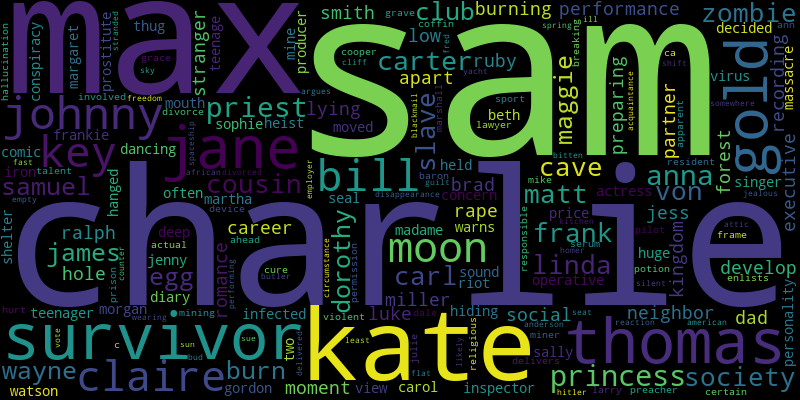 max
sam
charlie
kate
johnny
key
jane
priest
cousin
samuel
bill
moon
gold
thomas
survivor
claire
princess
society
wayne
burn
james
hole
egg
ralph
jenny
diary
career
romance
dorothy
carl
miller
luke
madame
frank
matt
linda
operative
anna
von
cave
maggie
partner
preparing
forest
recording
executive
massacre
zombie
decided
virus
singer
actress
jess
kingdom
huge
develop
enlists
personality
neighbor
dad
social
hiding
sound
riot
rape
warns
brad
concern
held
slave
beth
lawyer
apart
carter
ruby
low
club
smith
burning
performance
producer
mine
stranger
teenage
thug
prostitute
margaret
conspiracy
hallucination
involved
freedom
divorce
mouth
frankie
comic
iron
fast
talent
empty
dancing
sophie
heist
lying
moved
hanged
often
martha
device
shelter
deep
actual
ahead
cure
butler
prison
counter
performing
african
divorced
spaceship
employer
seal
permission
circumstance
violent
infected
teenager
morgan
mining
wearing
hurt
vote
sun
bud
sue
two
delivered
least
watson
gordon
moment
view
carol
flat
julie
dale
inspector
religious
likely
sally
delivers
anderson
miner
seat
reaction
american
silent
pilot
potion
serum
homer
kitchen
price
mike
bitten
responsible
disappearance
guilt
baron
blackmail
marshall
sport
yacht
argues
cooper
cliff
fred
coffin
grave
stranded
grace
sky
spring
breaking
ill
acquaintance
ca
shift
apparent
resident
somewhere
jealous
attic
frame
ann
hitler
larry
preacher
certain
c